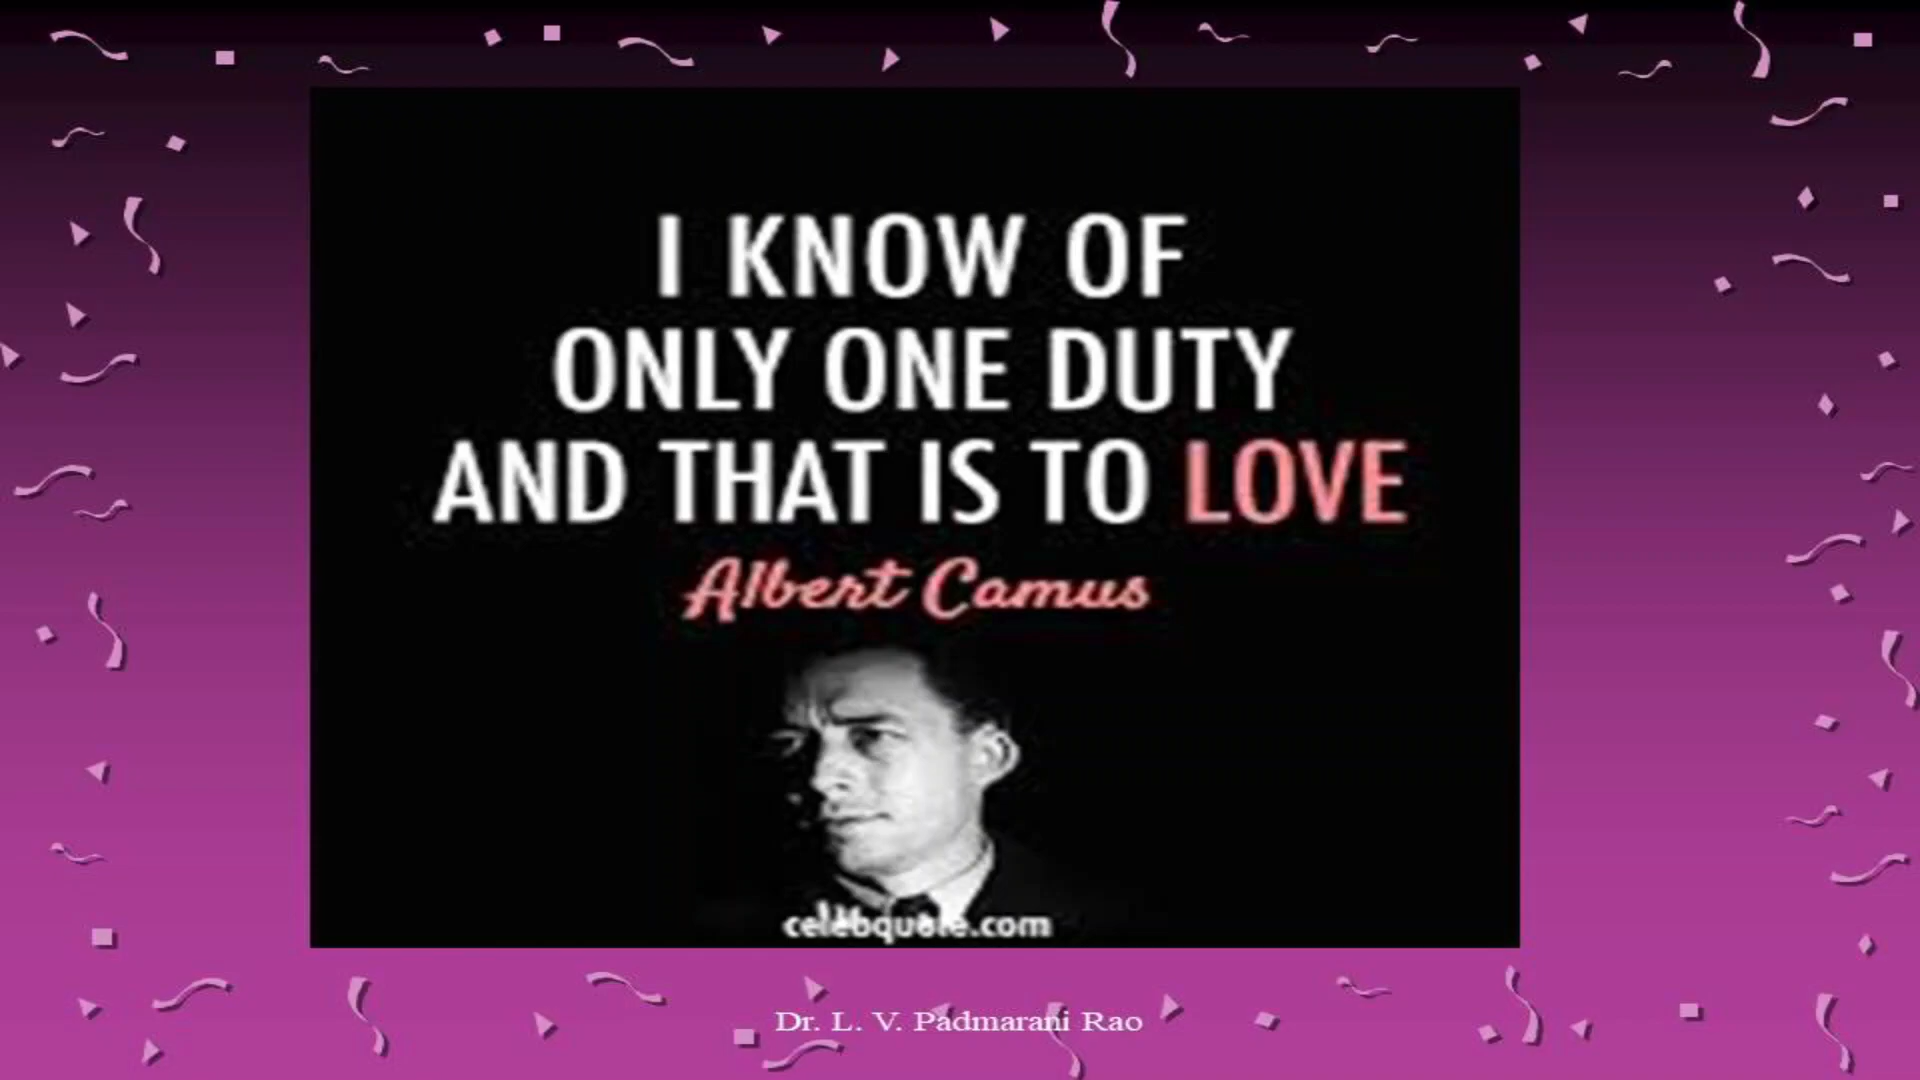 I KNOW OF
ONLY ONE DUTY
AND THAT IS TO LOVE
Albert Camus
celebquote.com
Dr. L. V. Padmarani Rao